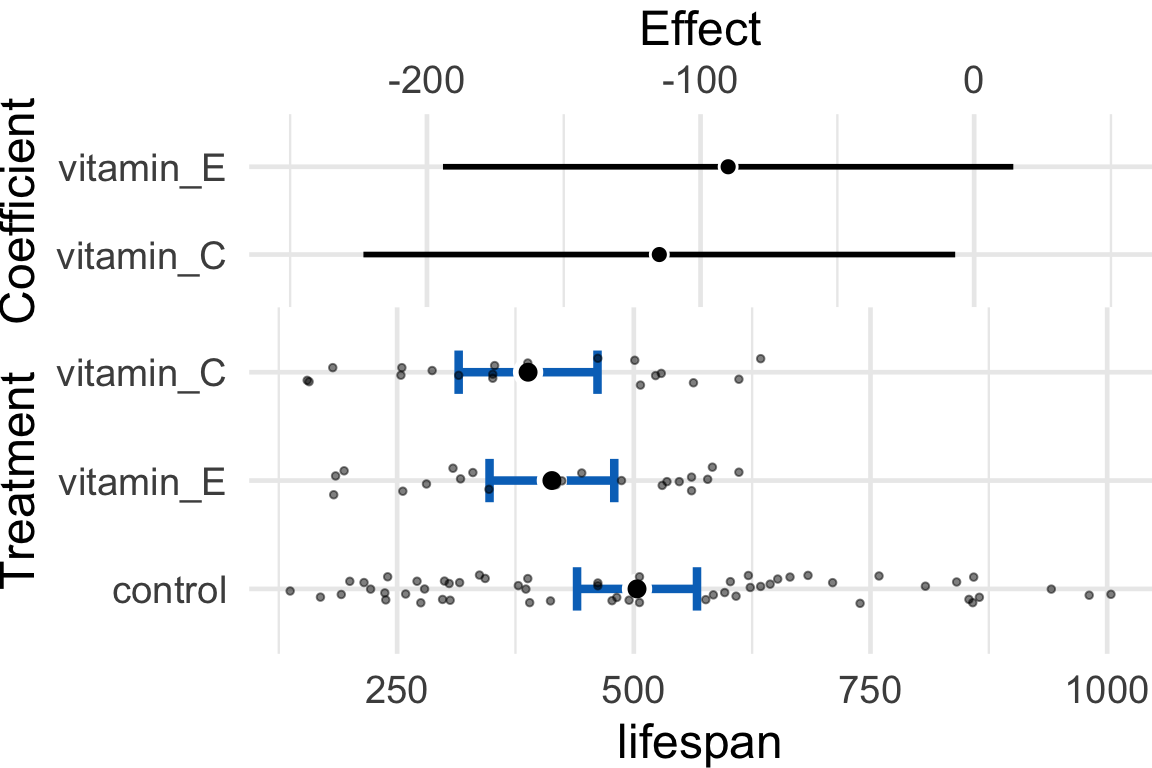 Effect
-200 -100 0
Coefficient
vitamin_E
vitamin_C
Treatment
vitamin_C
vitamin_E
control
250 500 750 1000
lifespan